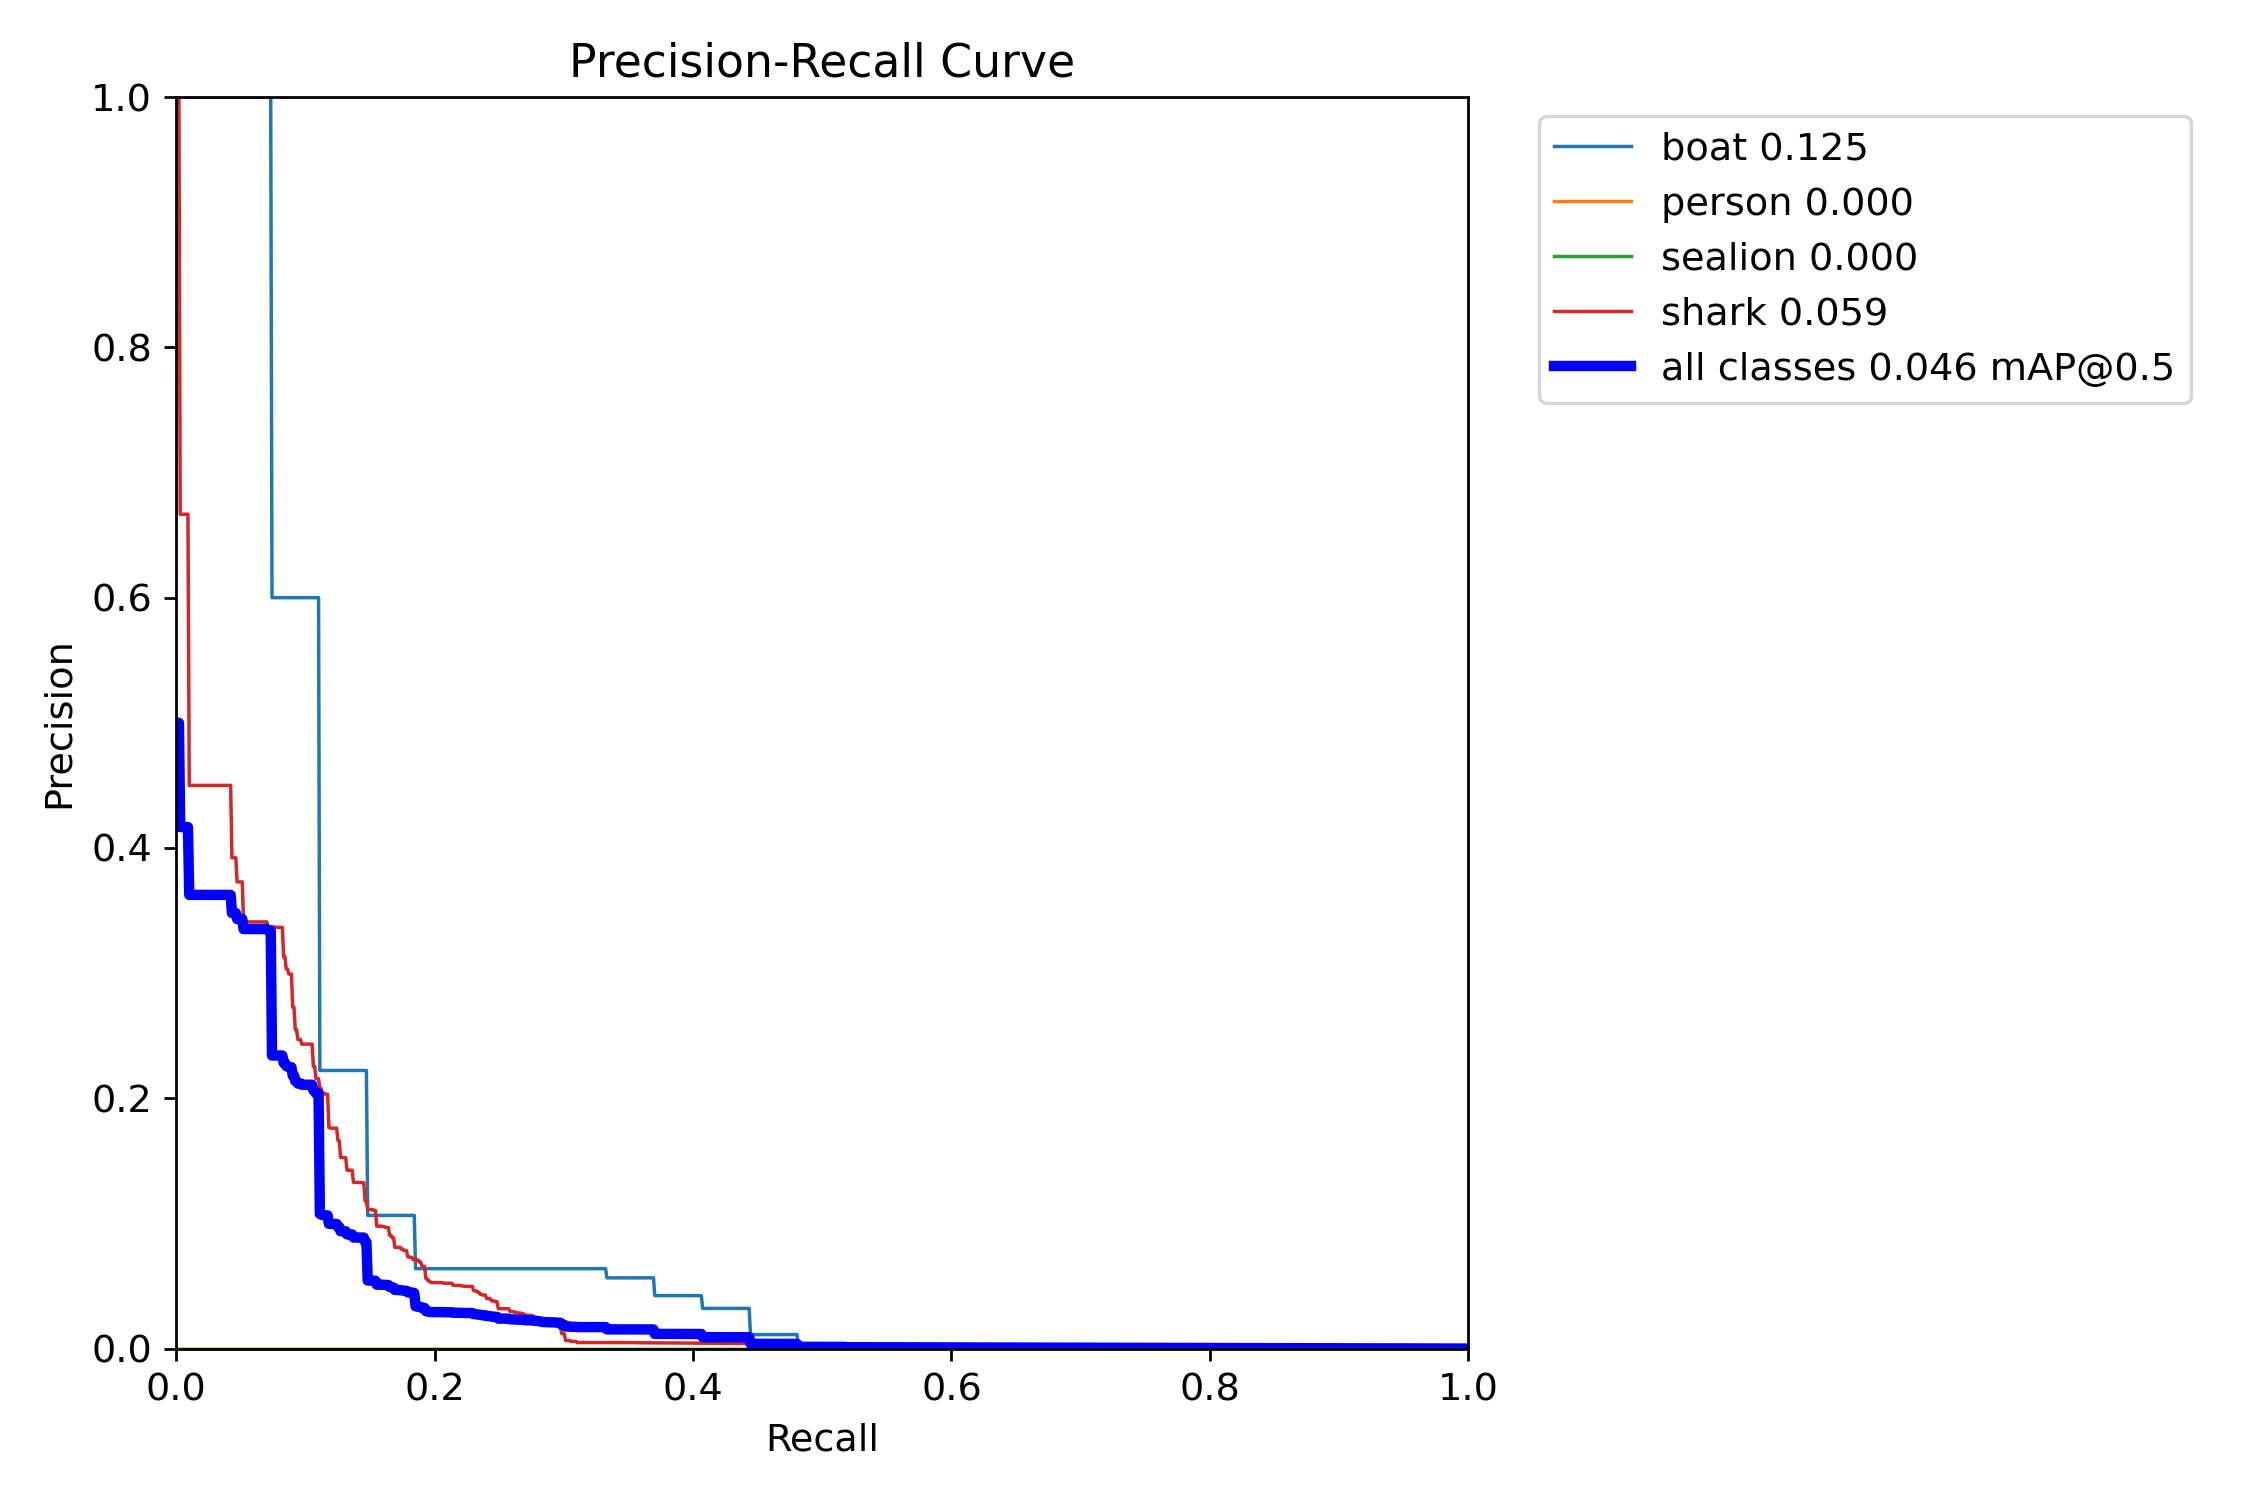 Precision-Recall Curve
1.0
0.8
0.6
0.4
0.2
0.0
Precision
0.0 0.2 0.4 0.6 0.8 1.0
Recall
boat 0.125
person 0.000
sealion 0.000
shark 0.059
all classes 0.046 mAP@0.5